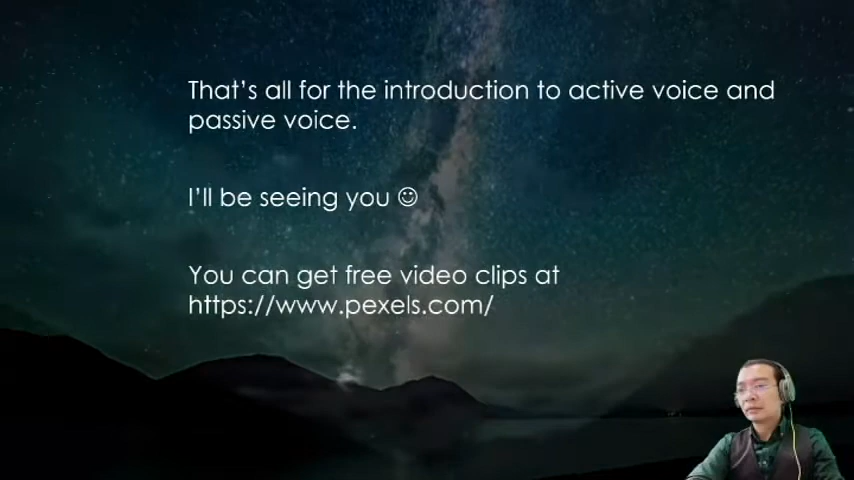 That's all for the introduction to active voice and
passive voice.
I'll be seeing you ☺
You can get free video clips at
https://www.pexels.com/